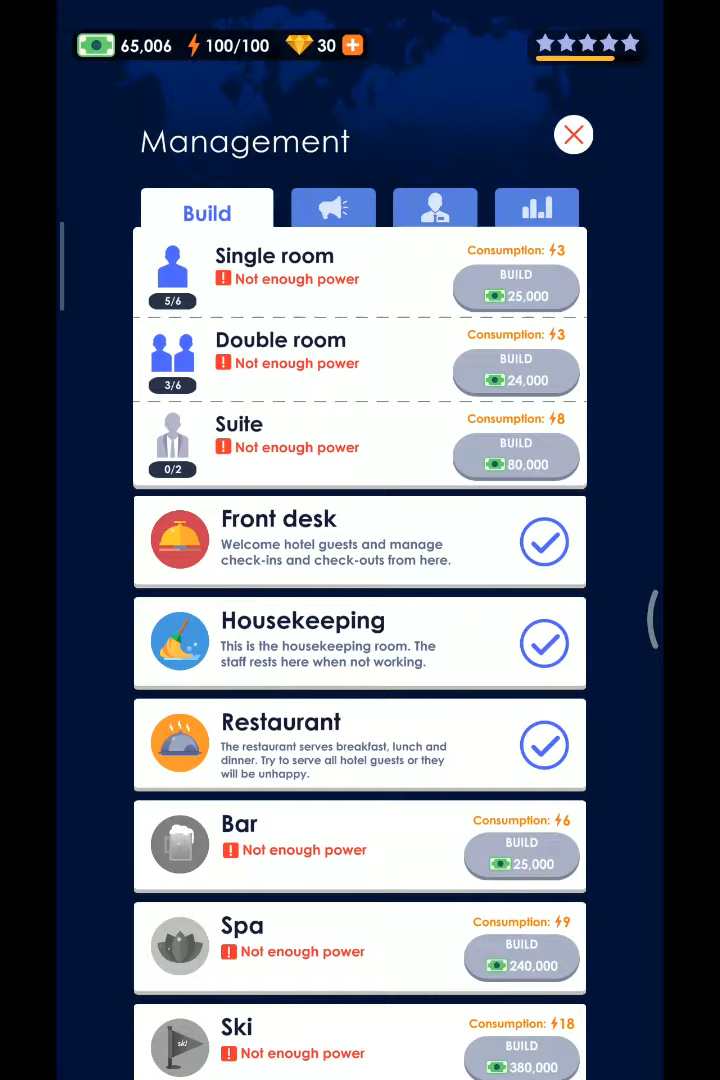 65,006 100/100 30
Management
Build
Single room
Not enough power
5/6
Consumption: 3
BUILD
25,000
Double room
Not enough power
3/6
Consumption: 3
BUILD
24,000
Suite
Not enough power
0/2
Consumption: 8
BUILD
80,000
Front desk
Welcome hotel guests and manage
check-ins and check-outs from here.
Housekeeping
This is the housekeeping room. The
staff rests here when not working.
Restaurant
The restaurant serves breakfast, lunch and
dinner. Try to serve all hotel guests or they
will be unhappy.
Bar
Not enough power
Consumption: 6
BUILD
25,000
Spa
Not enough power
Consumption: 9
BUILD
240,000
Ski
ski
Not enough power
Consumption: 18
BUILD
380,000